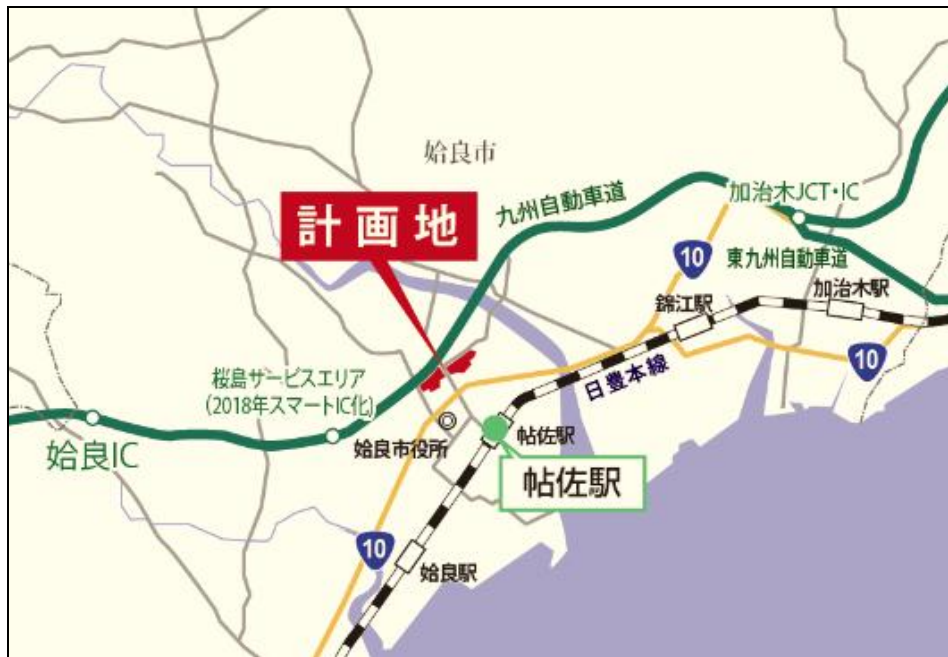 姶良市
計画地
九州自動車道
加治木JCT・IC
10
東九州自動車道
加治木駅
錦江駅
日豊本線
10
桜島サービスエリア
(2018年スマートIC化)
姶良IC
姶良市役所
帖佐駅
帖佐駅
10
姶良駅